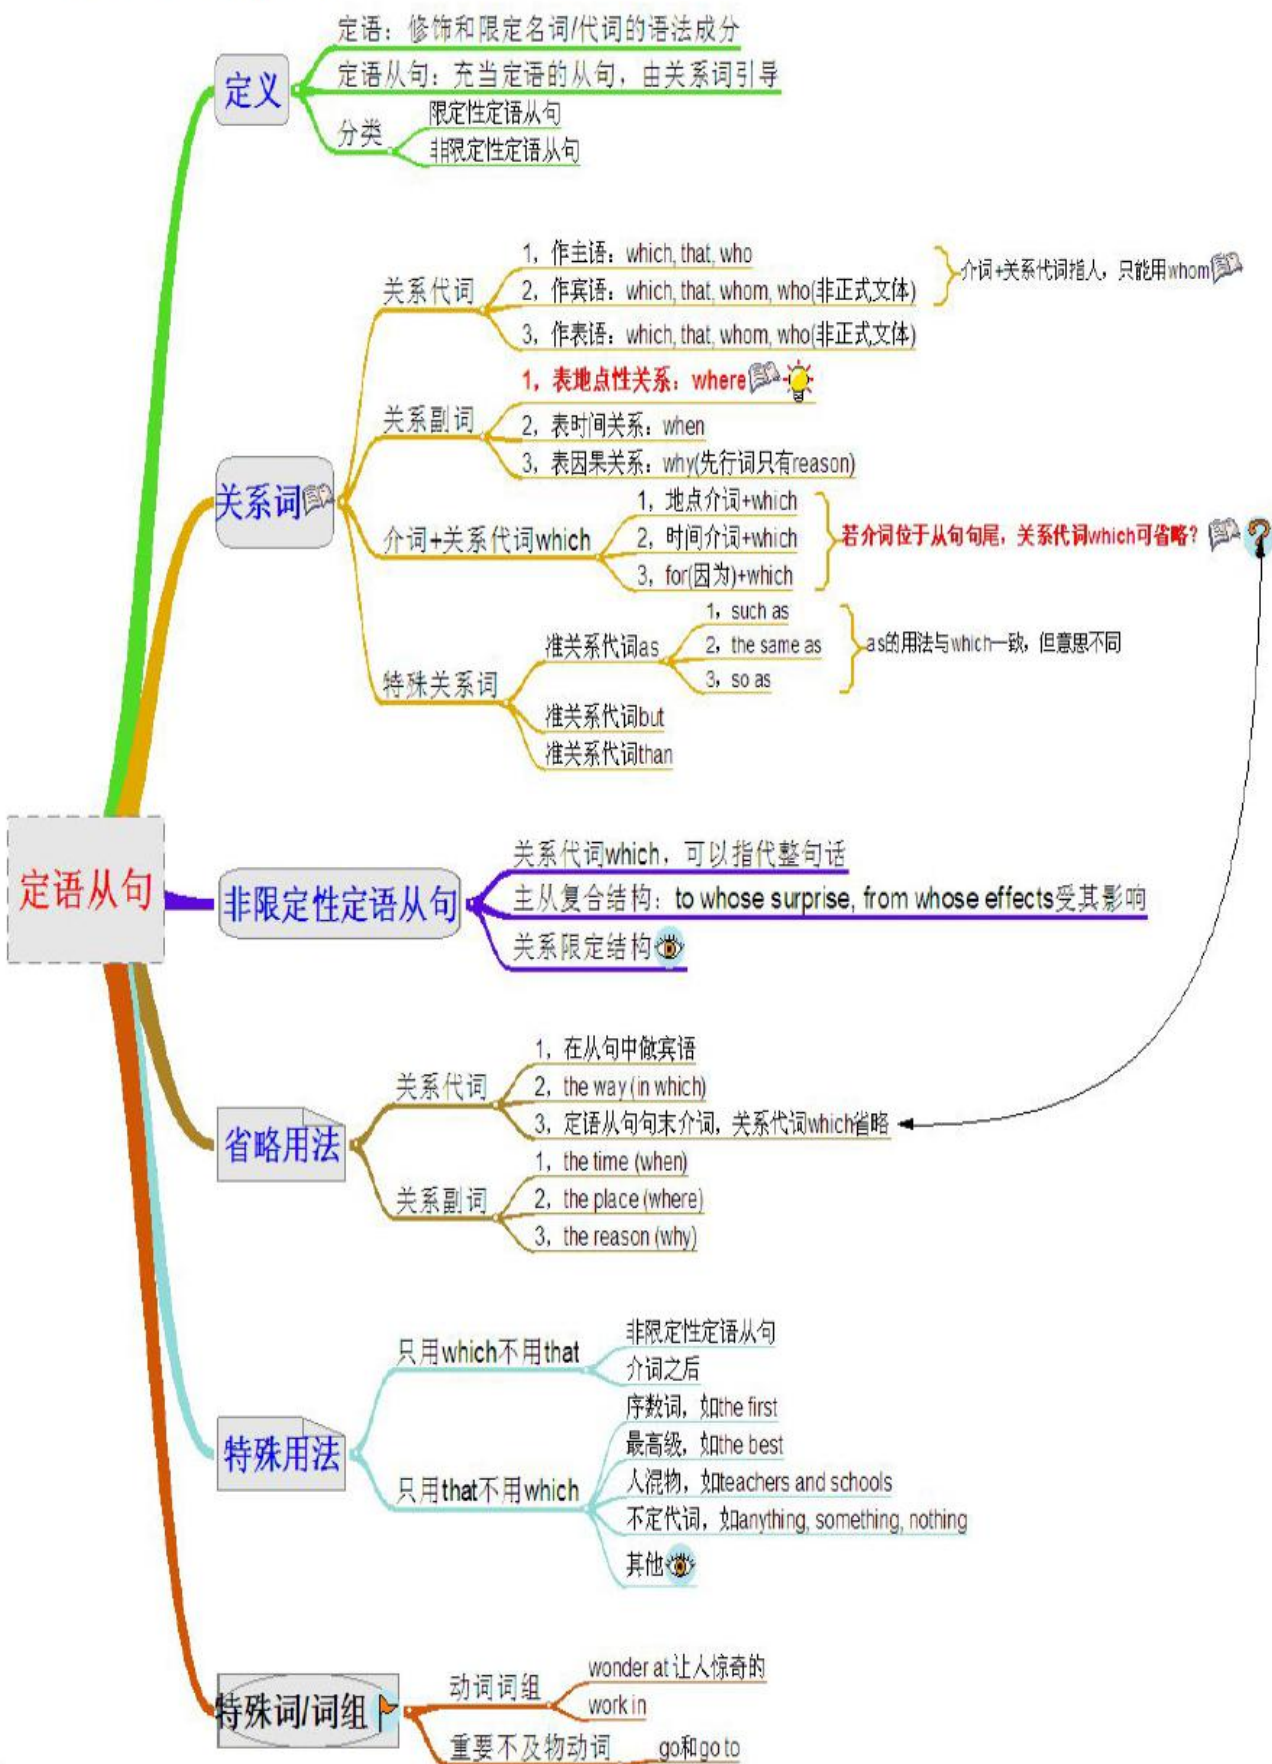 定语从句
定义
定语：修饰和限定名词/代词的语法成分
定语从句：充当定语的从句，由关系词引导
分类
限定性定语从句
非限定性定语从句
关系词
关系代词
1，作主语：which, that, who
2，作宾语：which, that, whom, who(非正式文体)
介词+关系代词指人，只能用whom
3，作表语：which, that, whom, who(非正式文体)
关系副词
1，表地点性关系：where
2，表时间关系：when
3，表因果关系：why(先行词只有reason)
介词+关系代词which
1，地点介词+which
2，时间介词+which
3，for(因为)+which
若介词位于从句句尾，关系代词which可省略？
特殊关系词
准关系代词as
1，such as
2，the same as
3，so as
as的用法与which一致，但意思不同
准关系代词but
准关系代词than
非限定性定语从句
关系代词which，可以指代整句话
主从复合结构：to whose surprise, from whose effects受其影响
关系限定结构
省略用法
关系代词
1，在从句中做宾语
2，the way (in which)
3，定语从句句末介词，关系代词which省略
关系副词
1，the time (when)
2，the place (where)
3，the reason (why)
特殊用法
只用which不用that
非限定性定语从句
介词之后
只用that不用which
序数词，如the first
最高级，如the best
人混物，如teachers and schools
不定代词，如anything, something, nothing
其他
特殊词/词组
动词词组
wonder at 让人惊奇的
work in
重要不及物动词
go和go to